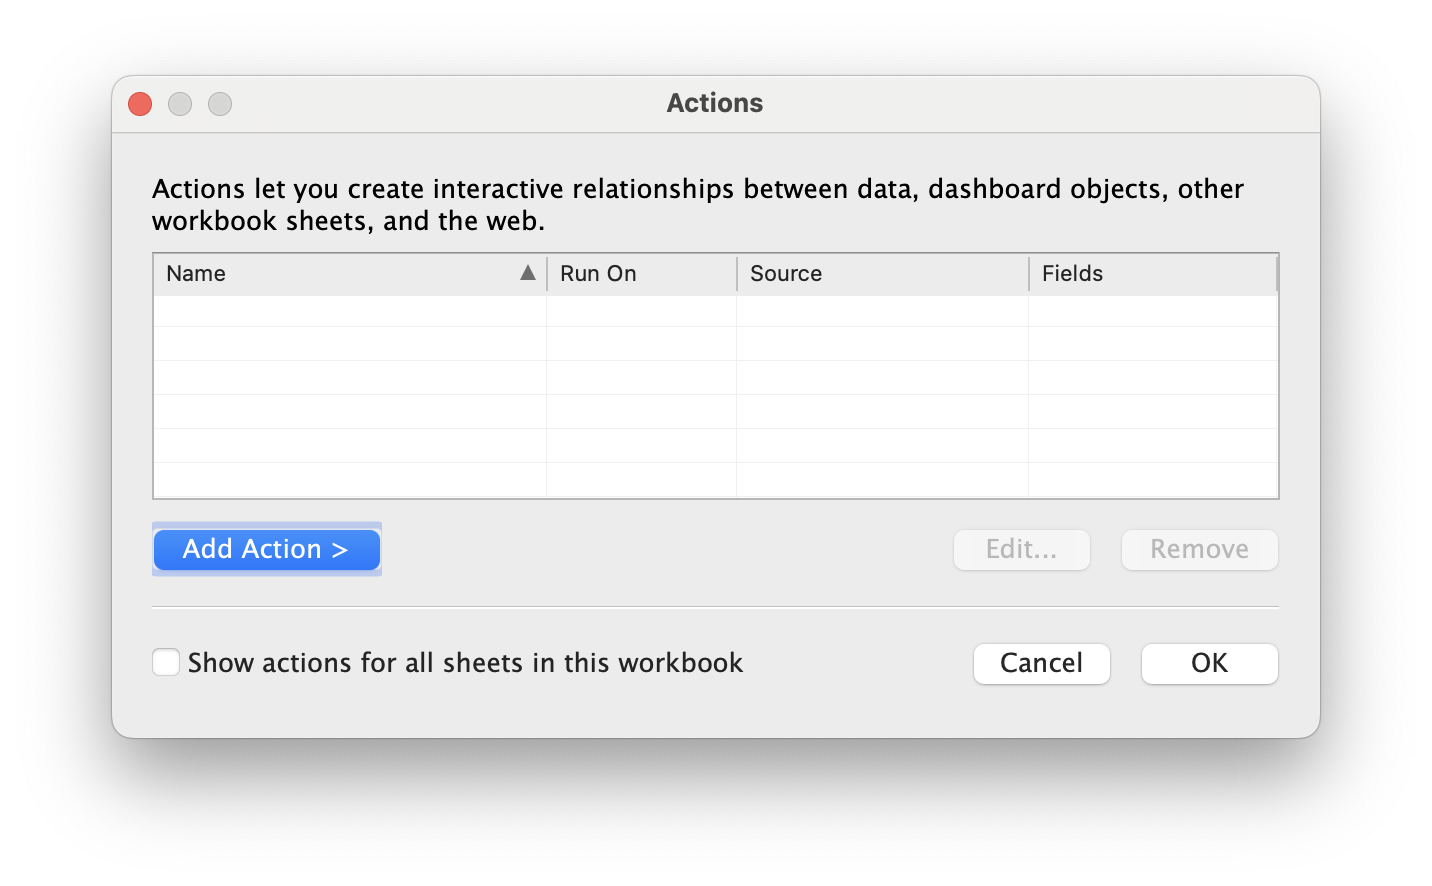 Actions
Actions let you create interactive relationships between data, dashboard objects, other
workbook sheets, and the web.
Name Run On Source Fields
Add Action > Edit... Remove
Show actions for all sheets in this workbook Cancel OK